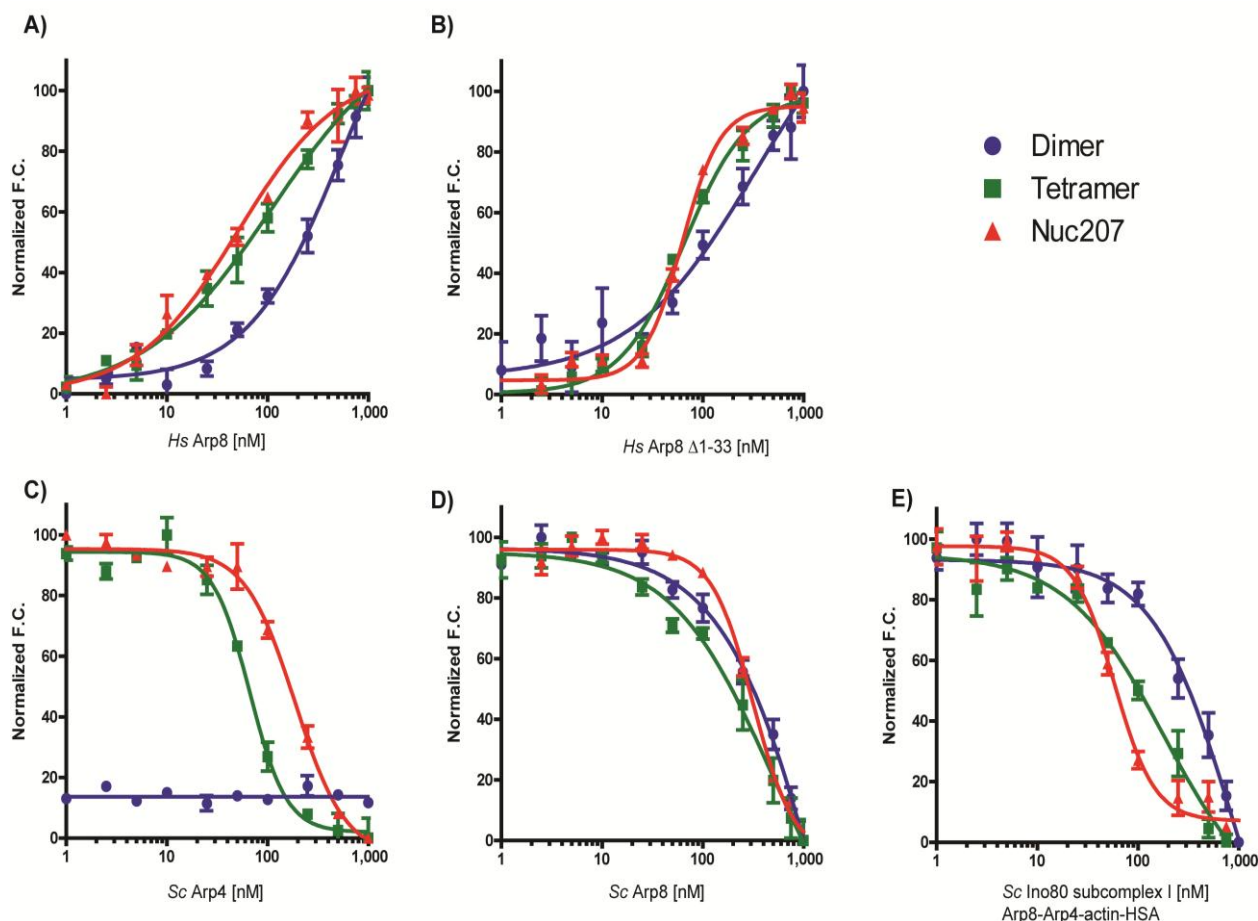 A)
Normalized F.C.
100
80
60
40
20
0
1
10
100
1,000
Hs Arp8 [nM]
B)
Normalized F.C.
100
80
60
40
20
0
1
10
100
1,000
Hs Arp8 Δ1-33 [nM]
Dimer
Tetramer
Nuc207
C)
Normalized F.C.
100
80
60
40
20
0
1
10
100
1,000
Sc Arp4 [nM]
D)
Normalized F.C.
100
80
60
40
20
0
1
10
100
1,000
Sc Arp8 [nM]
E)
Normalized F.C.
100
80
60
40
20
0
1
10
100
1,000
Sc Ino80 subcomplex I [nM]
Arp8-Arp4-actin-HSA